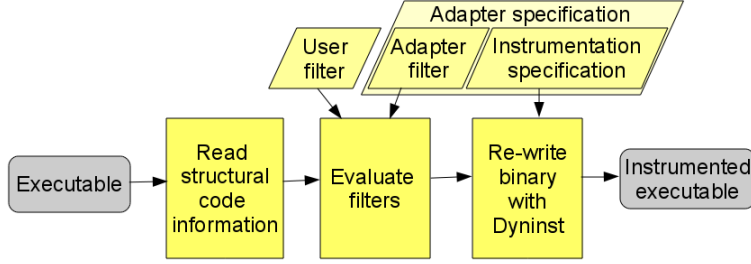 Adapter specification
User
filter
Adapter
filter
Instrumentation
specification
Executable
Read
structural
code
information
Evaluate
filters
Re-write
binary
with
Dyninst
Instrumented
executable